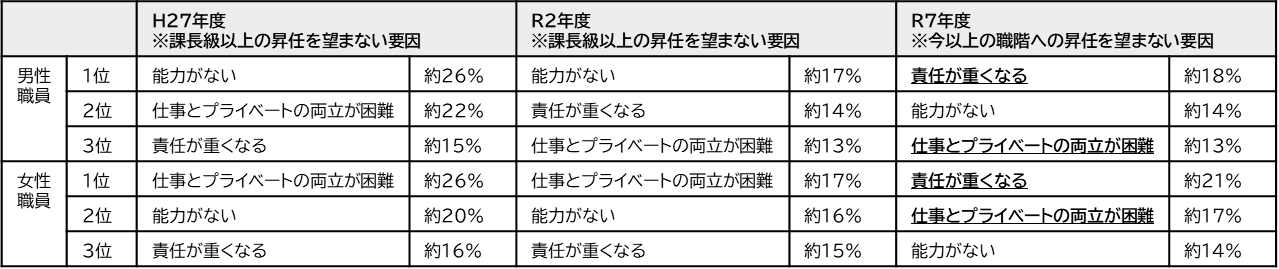 H27年度 R2年度 R7年度
※課長級以上の昇任を望まない要因 ※課長級以上の昇任を望まない要因 ※今以上の職階への昇任を望まない要因
男性職員 1位 能力がない 約26% 能力がない 約17% 責任が重くなる 約18%
2位 仕事とプライベートの両立が困難 約22% 責任が重くなる 約14% 能力がない 約14%
3位 責任が重くなる 約15% 仕事とプライベートの両立が困難 約13% 仕事とプライベートの両立が困難 約13%
女性職員 1位 仕事とプライベートの両立が困難 約26% 仕事とプライベートの両立が困難 約17% 責任が重くなる 約21%
2位 能力がない 約20% 能力がない 約16% 仕事とプライベートの両立が困難 約17%
3位 責任が重くなる 約16% 責任が重くなる 約15% 能力がない 約14%